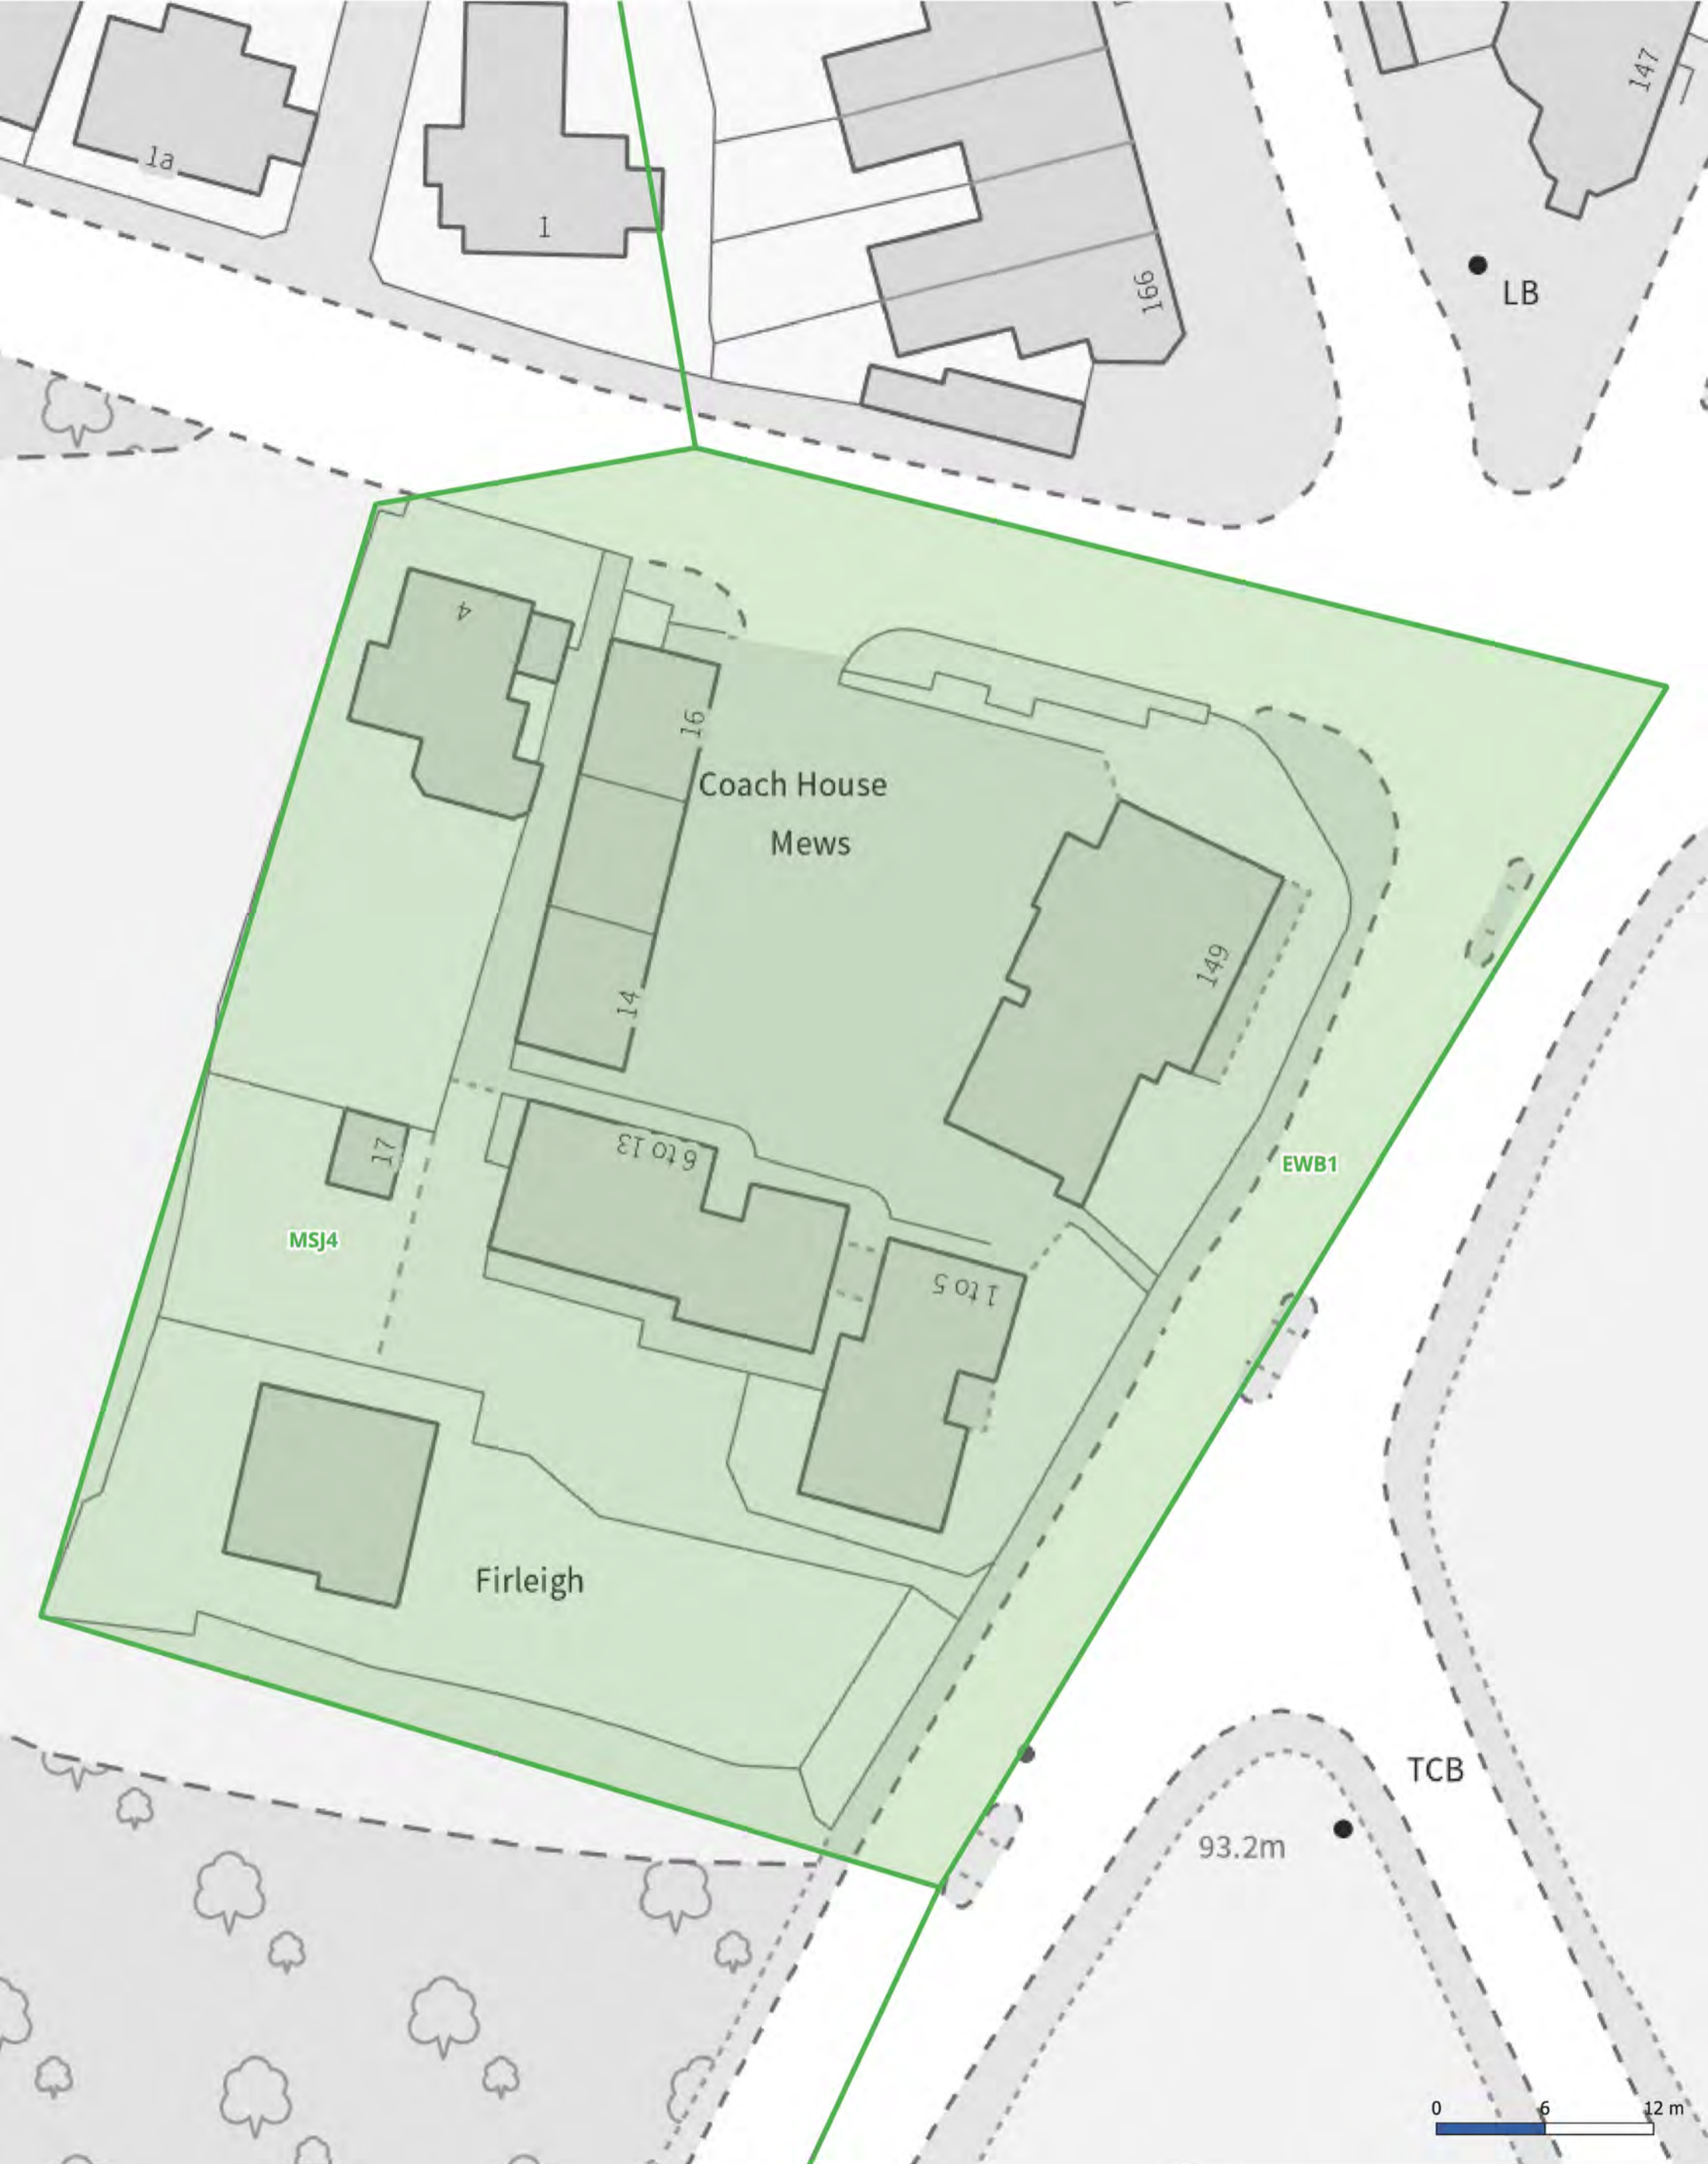 147
1a
1
166
LB
4
16
Coach House
Mews
149
14
6 to 13
17
EWB1
MSJ4
1 to 5
Firleigh
TCB
93.2m
0 6 12 m